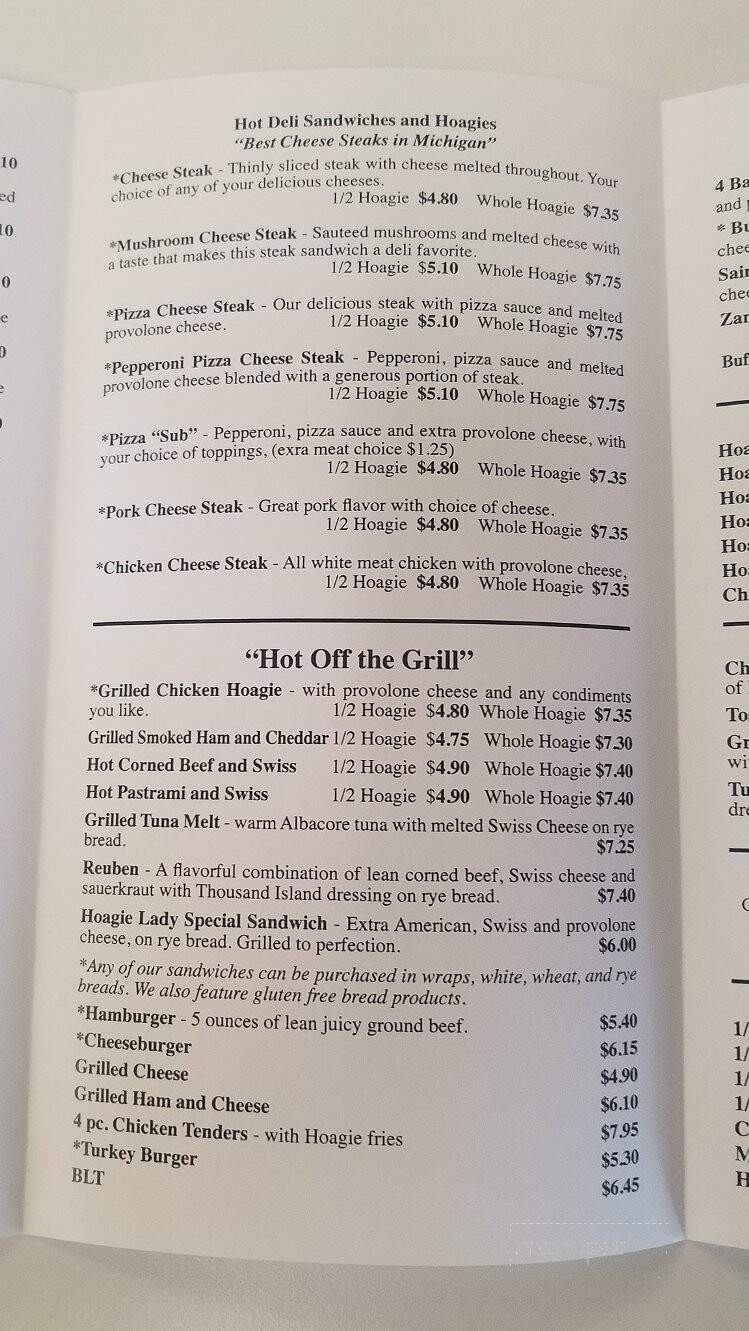 Hot Deli Sandwiches and Hoagies
“Best Cheese Steaks in Michigan”
*Cheese Steak - Thinly sliced steak with cheese melted throughout. Your
choice of any of your delicious cheeses.
1/2 Hoagie $4.80 Whole Hoagie $7.35
*Mushroom Cheese Steak - Sauteed mushrooms and melted cheese with
a taste that makes this steak sandwich a deli favorite.
1/2 Hoagie $5.10 Whole Hoagie $7.75
*Pizza Cheese Steak - Our delicious steak with pizza sauce and melted
provolone cheese. 1/2 Hoagie $5.10 Whole Hoagie $7.75
*Pepperoni Pizza Cheese Steak - Pepperoni, pizza sauce and melted
provolone cheese blended with a generous portion of steak.
1/2 Hoagie $5.10 Whole Hoagie $7.75
*Pizza “Sub” - Pepperoni, pizza sauce and extra provolone cheese, with
your choice of toppings, (exra meat choice $1.25)
1/2 Hoagie $4.80 Whole Hoagie $7.35
*Pork Cheese Steak - Great pork flavor with choice of cheese.
1/2 Hoagie $4.80 Whole Hoagie $7.35
*Chicken Cheese Steak - All white meat chicken with provolone cheese,
1/2 Hoagie $4.80 Whole Hoagie $7.35
“Hot Off the Grill”
*Grilled Chicken Hoagie - with provolone cheese and any condiments
you like. 1/2 Hoagie $4.80 Whole Hoagie $7.35
Grilled Smoked Ham and Cheddar 1/2 Hoagie $4.75 Whole Hoagie $7.30
Hot Corned Beef and Swiss 1/2 Hoagie $4.90 Whole Hoagie $7.40
Hot Pastrami and Swiss 1/2 Hoagie $4.90 Whole Hoagie $7.40
Grilled Tuna Melt - warm Albacore tuna with melted Swiss Cheese on rye
bread. $7.25
Reuben - A flavorful combination of lean corned beef, Swiss cheese and
sauerkraut with Thousand Island dressing on rye bread. $7.40
Hoagie Lady Special Sandwich - Extra American, Swiss and provolone
cheese, on rye bread. Grilled to perfection. $6.00
*Any of our sandwiches can be purchased in wraps, white, wheat, and rye
breads. We also feature gluten free bread products.
*Hamburger - 5 ounces of lean juicy ground beef. $5.40
*Cheeseburger $6.15
Grilled Cheese $4.90
Grilled Ham and Cheese $6.10
4 pc. Chicken Tenders - with Hoagie fries $7.95
*Turkey Burger $5.30
BLT $6.45